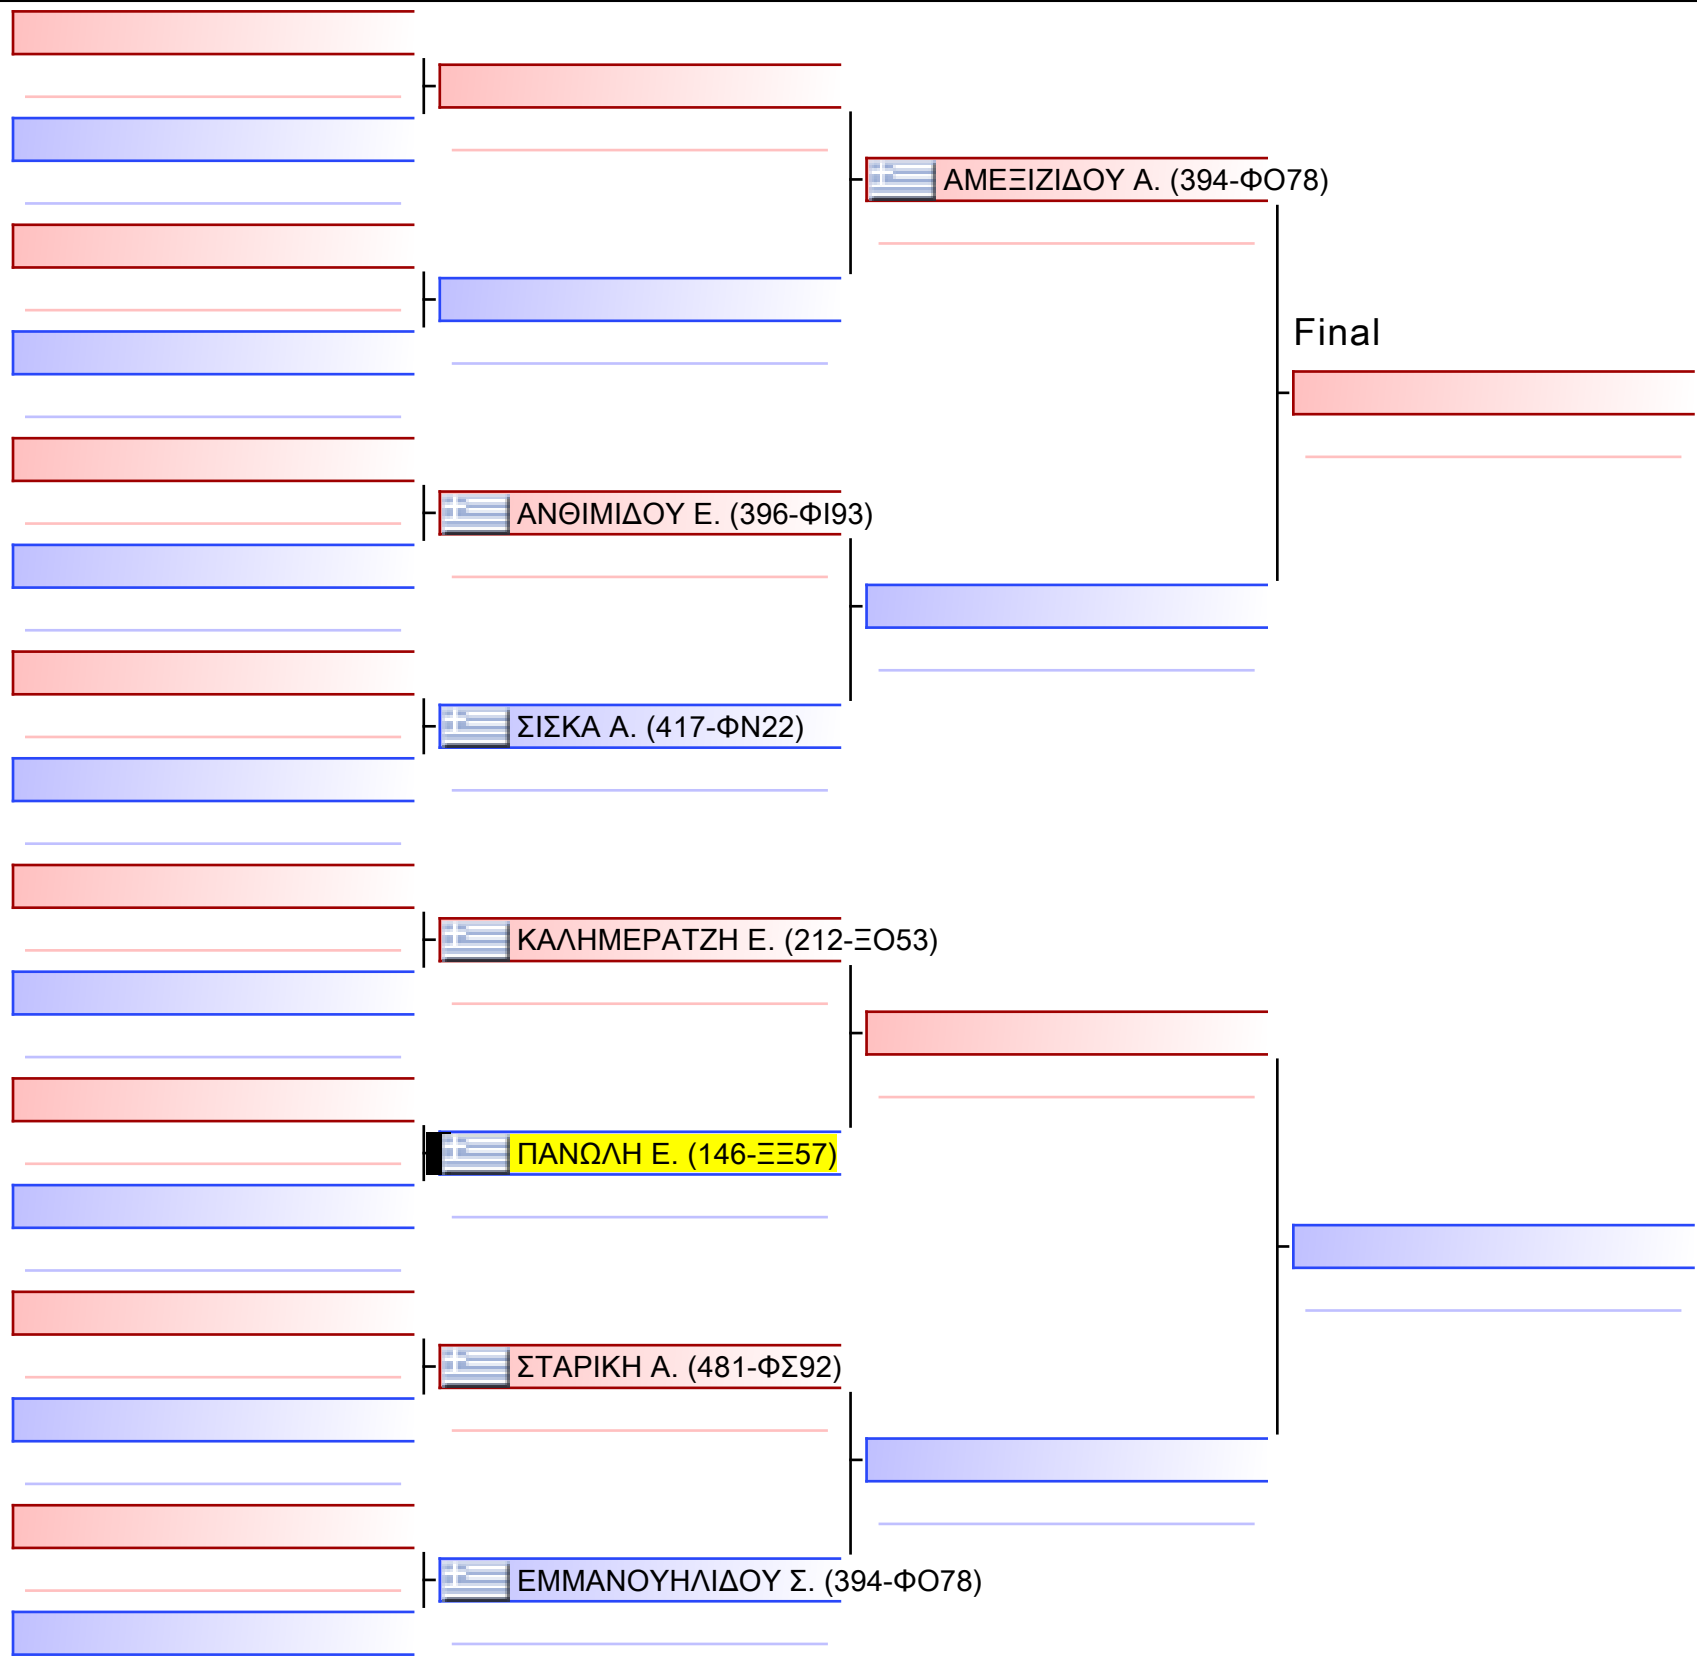 ΑΜΕΞΙΖΙΔΟΥ Α. (394-ΦΟ78)
Final
ΑΝΘΙΜΙΔΟΥ Ε. (396-ΦΙ93)
ΣΙΣΚΑ Α. (417-ΦΝ22)
ΚΑΛΗΜΕΡΑΤΖΗ Ε. (212-ΞΟ53)
ΠΑΝΩΛΗ Ε. (146-ΞΞ57)
ΣΤΑΡΙΚΗ Α. (481-ΦΣ92)
ΕΜΜΑΝΟΥΗΛΙΔΟΥ Σ. (394-ΦΟ78)